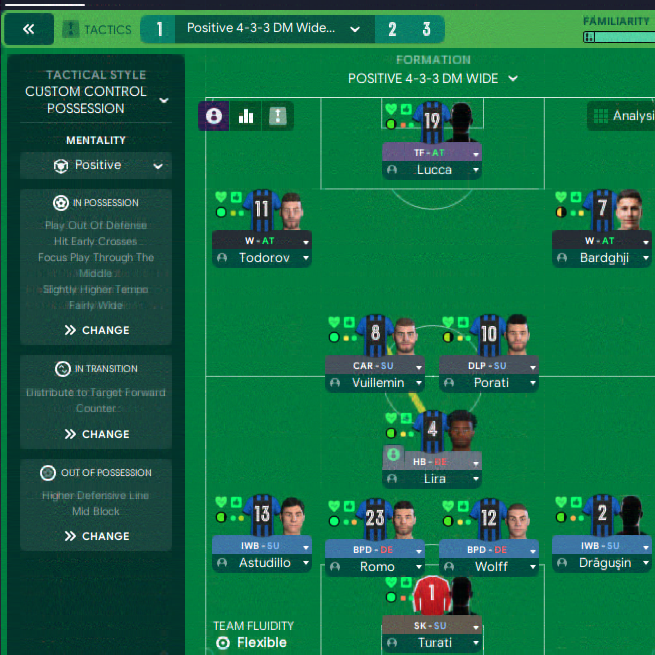 TACTICS
1
Positive 4-3-3 DM Wide...
2
3
FAMILIARITY
TACTICAL STYLE
CUSTOM CONTROL
POSSESSION
MENTALITY
Positive
IN POSSESSION
Play Out Of Defense
Hit Early Crosses
Focus Play Through The
Middle
Slightly Higher Tempo
Fairly Wide
CHANGE
IN TRANSITION
Distribute to Target Forward
Counter
CHANGE
OUT OF POSSESSION
Higher Defensive Line
Mid Block
CHANGE
FORMATION
POSITIVE 4-3-3 DM WIDE
Analysi
19
TF - AT
Lucca
11
W - AT
Todorov
7
W - AT
Bardghji
8
CAR - SU
Vuillemin
10
DLP - SU
Porati
4
HB - DE
Lira
13
IWB - SU
Astudillo
23
BPD - DE
Romo
12
BPD - DE
Wolff
2
IWB - SU
Drăgușin
1
SK - SU
Turati
TEAM FLUIDITY
Flexible